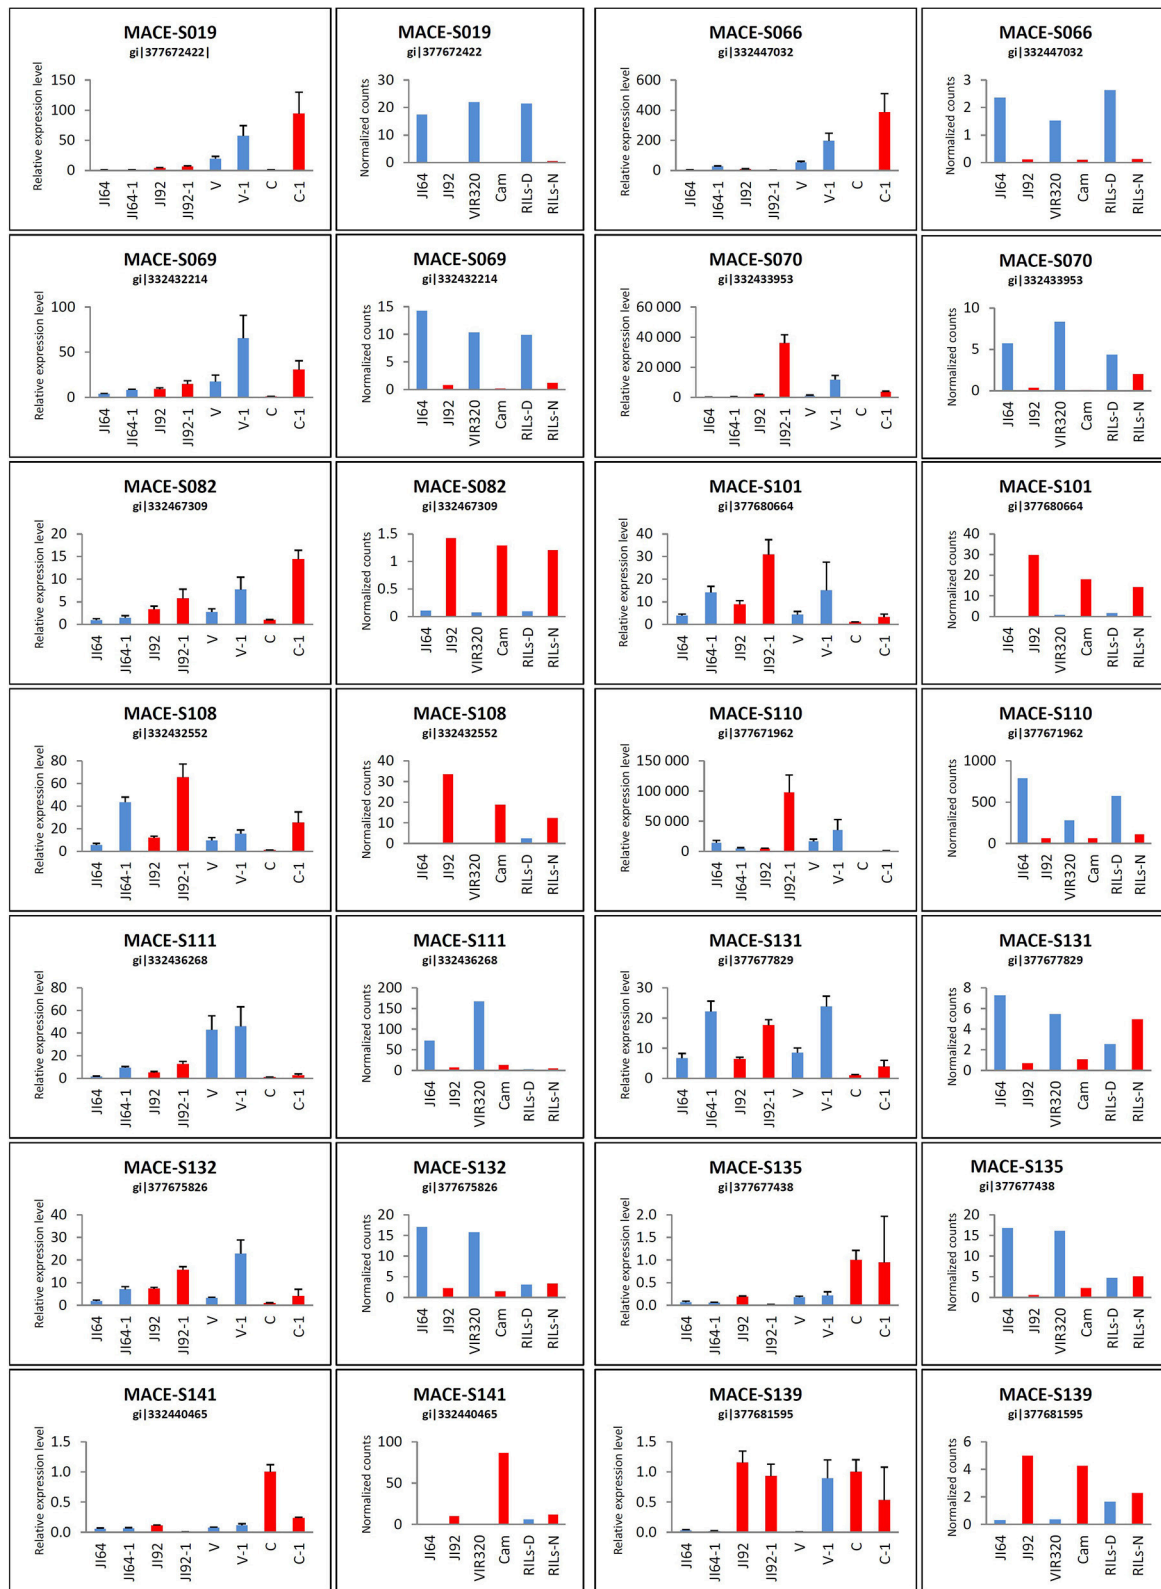 MACE-S019
gi|377672422|
Relative expression level
150
100
50
0
JI64 JI64-1 JI92 JI92-1 V V-1 C C-1
MACE-S019
gi|377672422
Normalized counts
30
20
10
0
JI64 JI92 VIR320 Cam RILs-D RILs-N
MACE-S066
gi|332447032
Relative expression level
600
400
200
0
JI64 JI64-1 JI92 JI92-1 V V-1 C C-1
MACE-S066
gi|332447032
Normalized counts
3
2
1
0
JI64 JI92 VIR320 Cam RILs-D RILs-N
MACE-S069
gi|332432214
Relative expression level
100
50
0
JI64 JI64-1 JI92 JI92-1 V V-1 C C-1
MACE-S069
gi|332432214
Normalized counts
15
10
5
0
JI64 JI92 VIR320 Cam RILs-D RILs-N
MACE-S070
gi|332433953
Relative expression level
60 000
40 000
20 000
0
JI64 JI64-1 JI92 JI92-1 V V-1 C C-1
MACE-S070
gi|332433953
Normalized counts
10
5
0
JI64 JI92 VIR320 Cam RILs-D RILs-N
MACE-S082
gi|332467309
Relative expression level
20
15
10
5
0
JI64 JI64-1 JI92 JI92-1 V V-1 C C-1
MACE-S082
gi|332467309
Normalized counts
1.5
1
0.5
0
JI64 JI92 VIR320 Cam RILs-D RILs-N
MACE-S101
gi|377680664
Relative expression level
40
30
20
10
0
JI64 JI64-1 JI92 JI92-1 V V-1 C C-1
MACE-S101
gi|377680664
Normalized counts
40
30
20
10
0
JI64 JI92 VIR320 Cam RILs-D RILs-N
MACE-S108
gi|332432552
Relative expression level
80
60
40
20
0
JI64 JI64-1 JI92 JI92-1 V V-1 C C-1
MACE-S108
gi|332432552
Normalized counts
40
30
20
10
0
JI64 JI92 VIR320 Cam RILs-D RILs-N
MACE-S110
gi|377671962
Relative expression level
150 000
100 000
50 000
0
JI64 JI64-1 JI92 JI92-1 V V-1 C C-1
MACE-S110
gi|377671962
Normalized counts
1000
500
0
JI64 JI92 VIR320 Cam RILs-D RILs-N
MACE-S111
gi|332436268
Relative expression level
80
60
40
20
0
JI64 JI64-1 JI92 JI92-1 V V-1 C C-1
MACE-S111
gi|332436268
Normalized counts
200
150
100
50
0
JI64 JI92 VIR320 Cam RILs-D RILs-N
MACE-S131
gi|377677829
Relative expression level
30
20
10
0
JI64 JI64-1 JI92 JI92-1 V V-1 C C-1
MACE-S131
gi|377677829
Normalized counts
8
6
4
2
0
JI64 JI92 VIR320 Cam RILs-D RILs-N
MACE-S132
gi|377675826
Relative expression level
40
30
20
10
0
JI64 JI64-1 JI92 JI92-1 V V-1 C C-1
MACE-S132
gi|377675826
Normalized counts
20
15
10
5
0
JI64 JI92 VIR320 Cam RILs-D RILs-N
MACE-S135
gi|377677438
Relative expression level
2.0
1.5
1.0
0.5
0.0
JI64 JI64-1 JI92 JI92-1 V V-1 C C-1
MACE-S135
gi|377677438
Normalized counts
20
15
10
5
0
JI64 JI92 VIR320 Cam RILs-D RILs-N
MACE-S141
gi|332440465
Relative expression level
1.5
1.0
0.5
0.0
JI64 JI64-1 JI92 JI92-1 V V-1 C C-1
MACE-S141
gi|332440465
Normalized counts
100
50
0
JI64 JI92 VIR320 Cam RILs-D RILs-N
MACE-S139
gi|377681595
Relative expression level
1.5
1.0
0.5
0.0
JI64 JI64-1 JI92 JI92-1 V V-1 C C-1
MACE-S139
gi|377681595
Normalized counts
6
4
2
0
JI64 JI92 VIR320 Cam RILs-D RILs-N